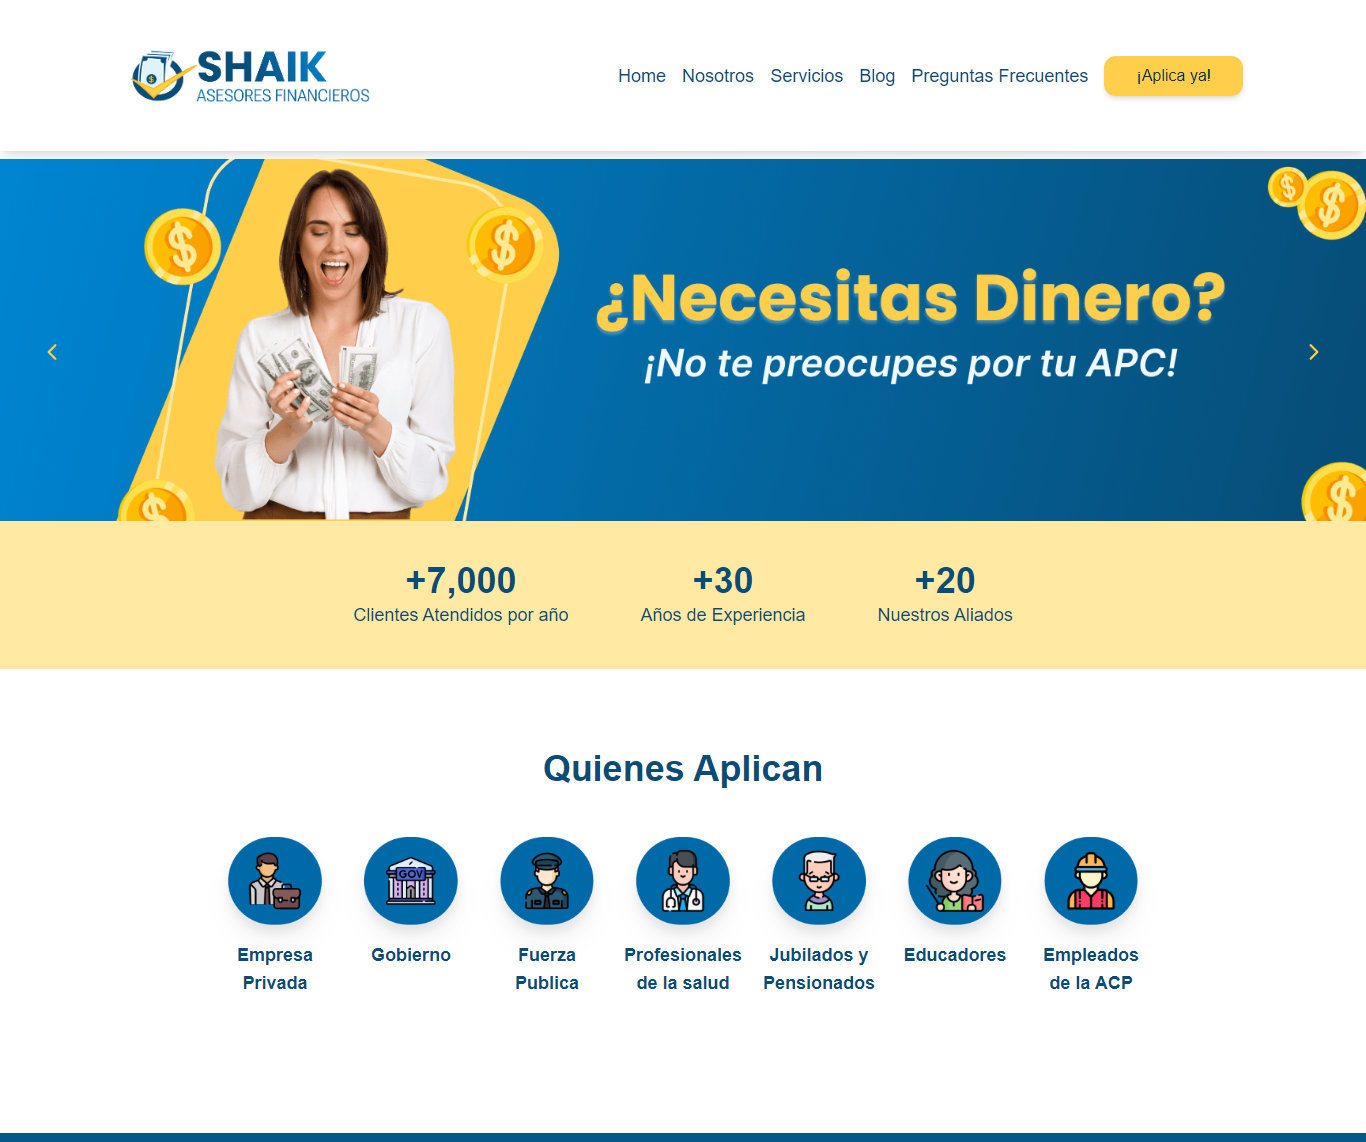 SHAIK
ASESORES FINANCIEROS
Home Nosotros Servicios Blog Preguntas Frecuentes ¡Aplica ya!
¿Necesitas Dinero?
¡No te preocupes por tu APC!
+7,000
Clientes Atendidos por año
+30
Años de Experiencia
+20
Nuestros Aliados
Quienes Aplican
GOV
Empresa
Privada
Gobierno
Fuerza
Publica
Profesionales
de la salud
Jubilados y
Pensionados
Educadores
Empleados
de la ACP